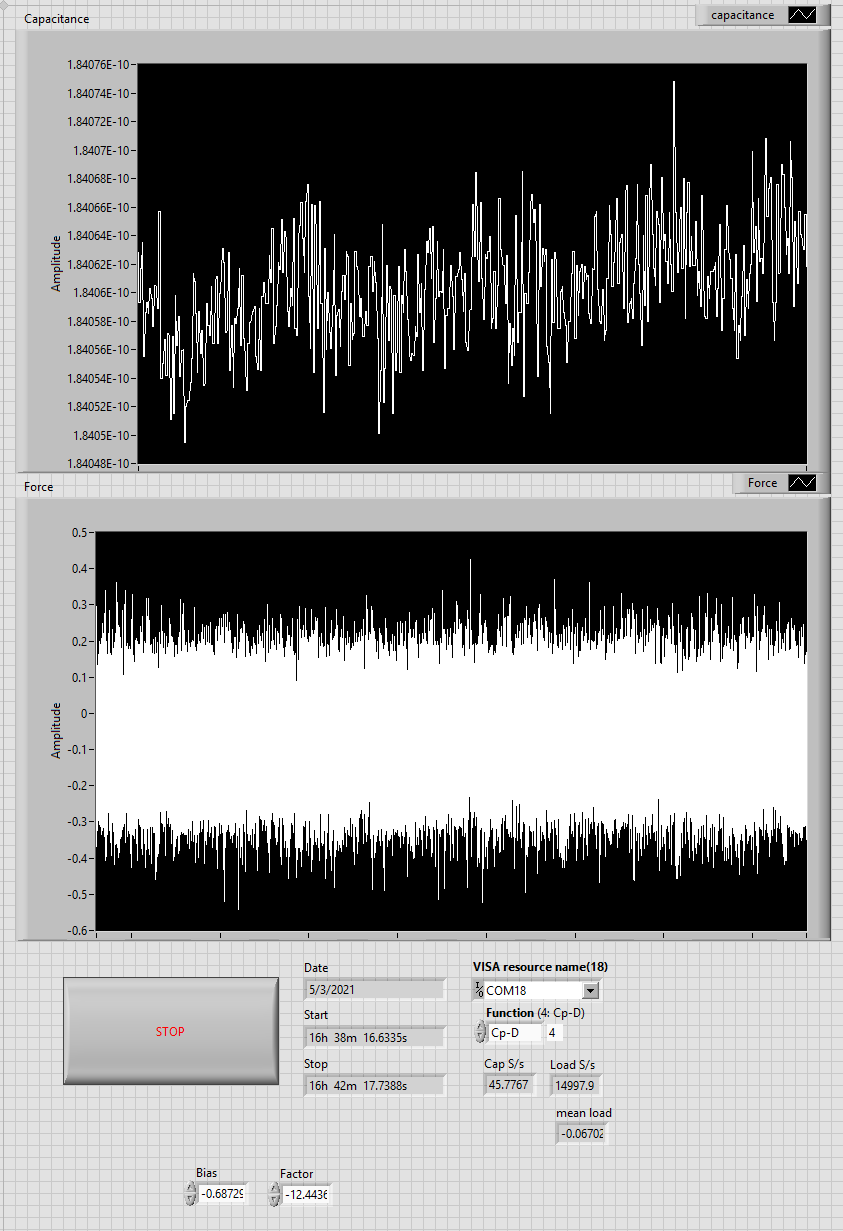 Capacitance
capacitance
1.84076E-10
1.84074E-10
1.84072E-10
1.8407E-10
1.84068E-10
1.84066E-10
1.84064E-10
1.84062E-10
1.8406E-10
1.84058E-10
1.84056E-10
1.84054E-10
1.84052E-10
1.8405E-10
1.84048E-10
Amplitude
Force
Force
0.5
0.4
0.3
0.2
0.1
0
-0.1
-0.2
-0.3
-0.4
-0.5
-0.6
Amplitude
STOP
Date
5/3/2021
Start
16h 38m 16.6335s
Stop
16h 42m 17.7388s
VISA resource name(18)
COM18
Function (4: Cp-D)
Cp-D 4
Cap S/s Load S/s
45.7767 14997.9
mean load
-0.06702
Bias Factor
-0.68729 -12.4436